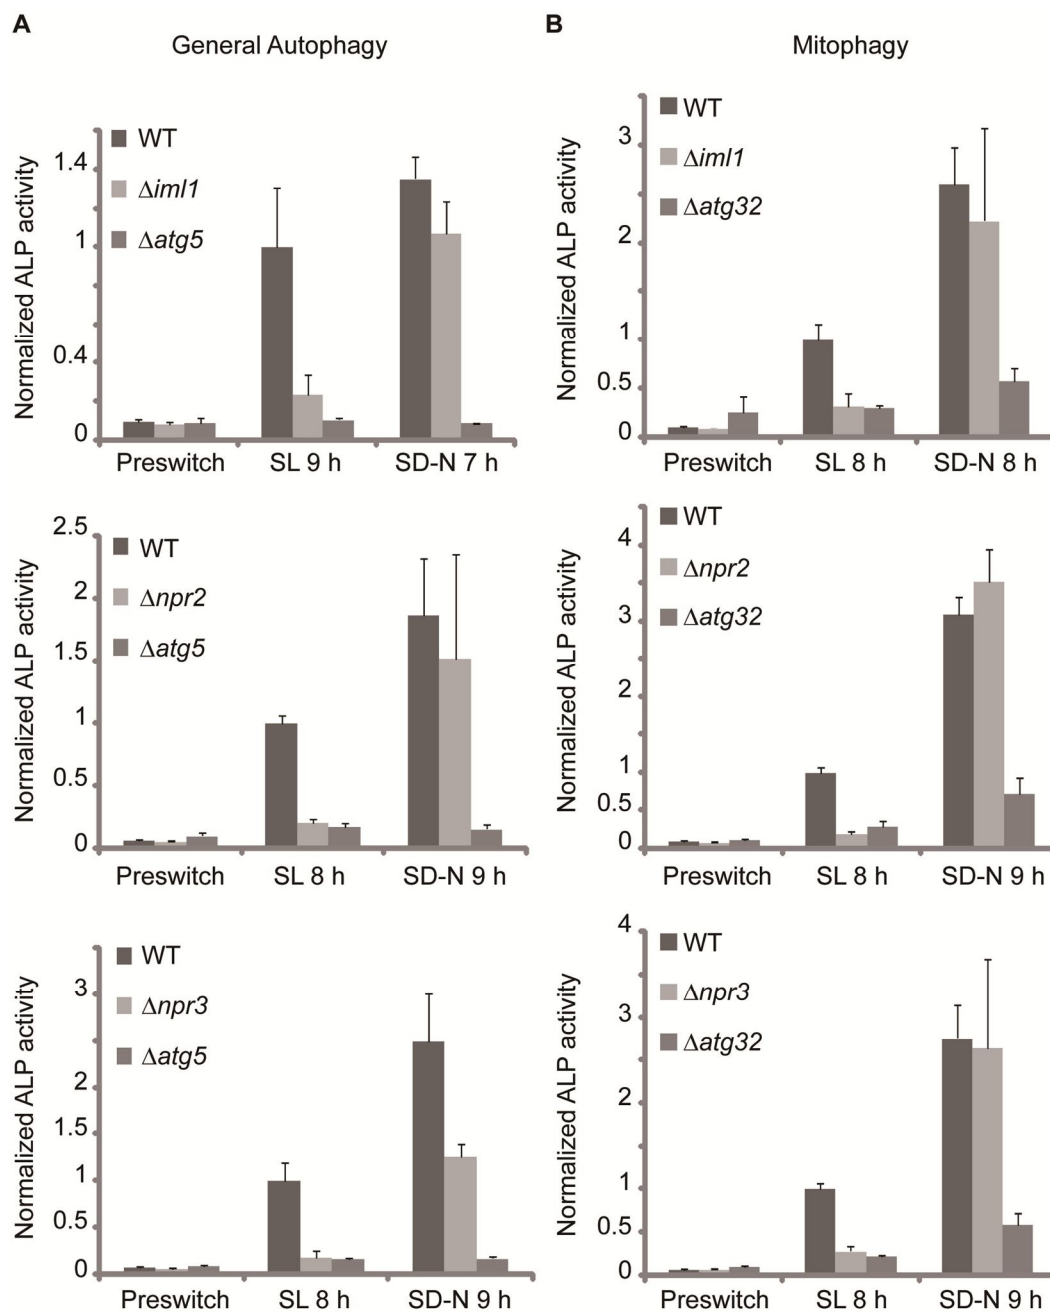 A
General Autophagy
Normalized ALP activity
WT
Δiml1
Δatg5
1.4
1
0.4
0
Preswitch SL 9 h SD-N 7 h
Normalized ALP activity
WT
Δnpr2
Δatg5
2.5
2
1.5
1
0.5
0
Preswitch SL 8 h SD-N 9 h
Normalized ALP activity
WT
Δnpr3
Δatg5
3
2
1.5
1
0.5
0
Preswitch SL 8 h SD-N 9 h
B
Mitophagy
Normalized ALP activity
WT
Δiml1
Δatg32
3
2
1
0.5
0
Preswitch SL 8 h SD-N 8 h
Normalized ALP activity
WT
Δnpr2
Δatg32
4
3
2
1
0.5
0
Preswitch SL 8 h SD-N 9 h
Normalized ALP activity
WT
Δnpr3
Δatg32
4
3
2
1
0.5
0
Preswitch SL 8 h SD-N 9 h